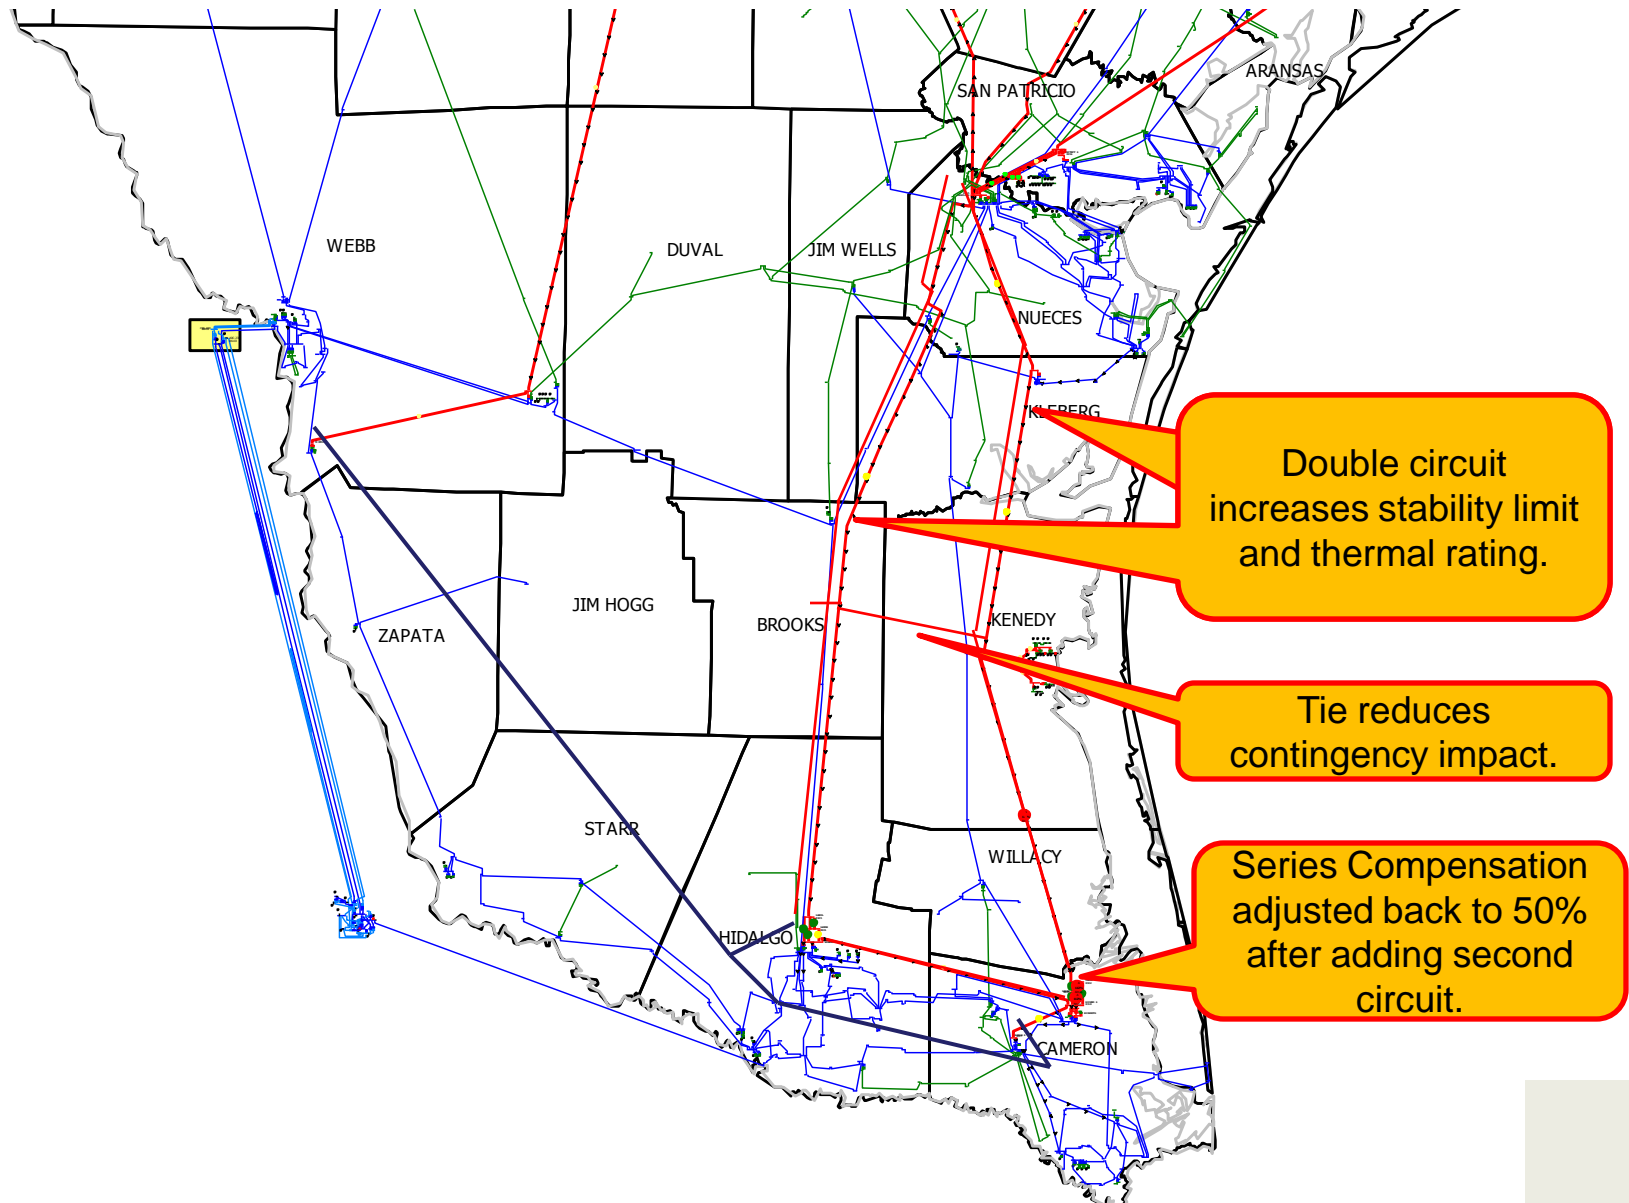 ARANSAS
SAN PATRICIO
WEBB
DUVAL
JIM WELLS
NUECES
KLEBERG
Double circuit
increases stability limit
and thermal rating.
JIM HOGG
BROOKS
KENEDY
ZAPATA
Tie reduces
contingency impact.
STARR
WILLACY
Series Compensation
adjusted back to 50%
after adding second
circuit.
HIDALGO
CAMERON